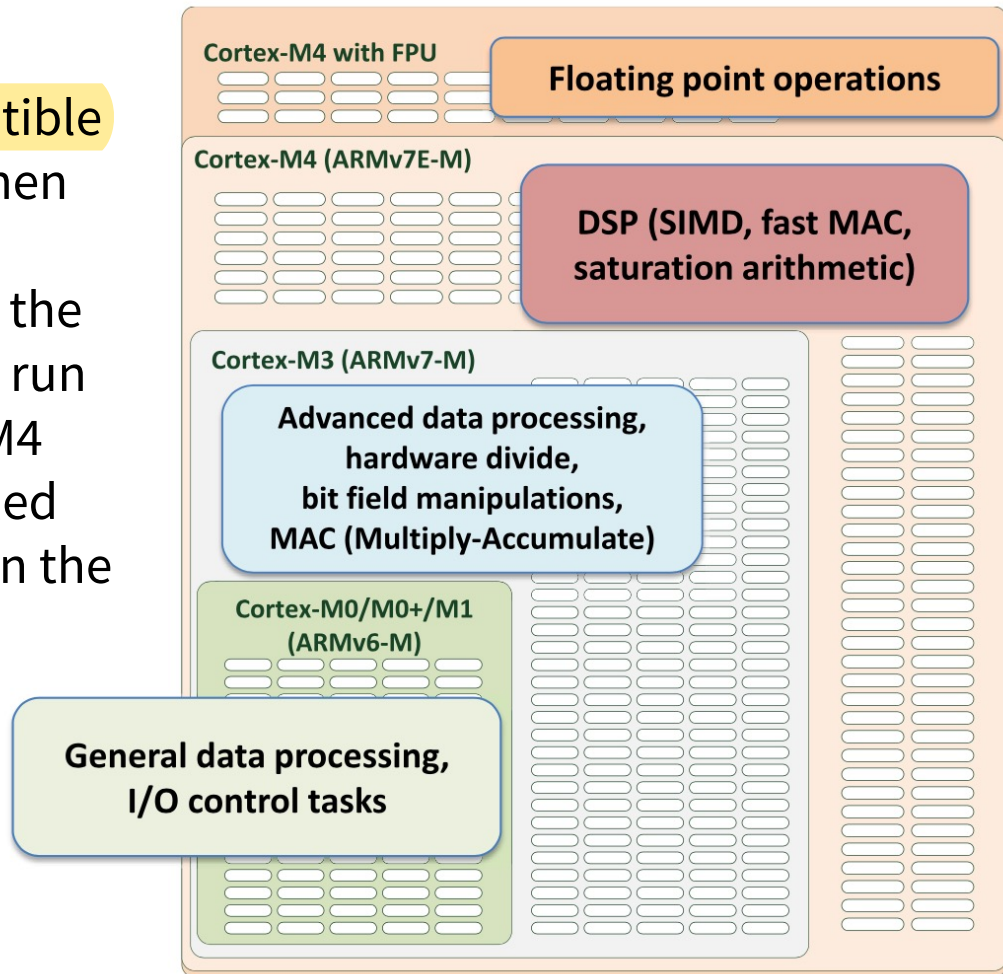 tible
hen
the
run
M4
ed
n the
Cortex-M4 with FPU
Floating point operations
Cortex-M4 (ARMv7E-M)
DSP (SIMD, fast MAC,
saturation arithmetic)
Cortex-M3 (ARMv7-M)
Advanced data processing,
hardware divide,
bit field manipulations,
MAC (Multiply-Accumulate)
Cortex-M0/M0+/M1
(ARMv6-M)
General data processing,
I/O control tasks